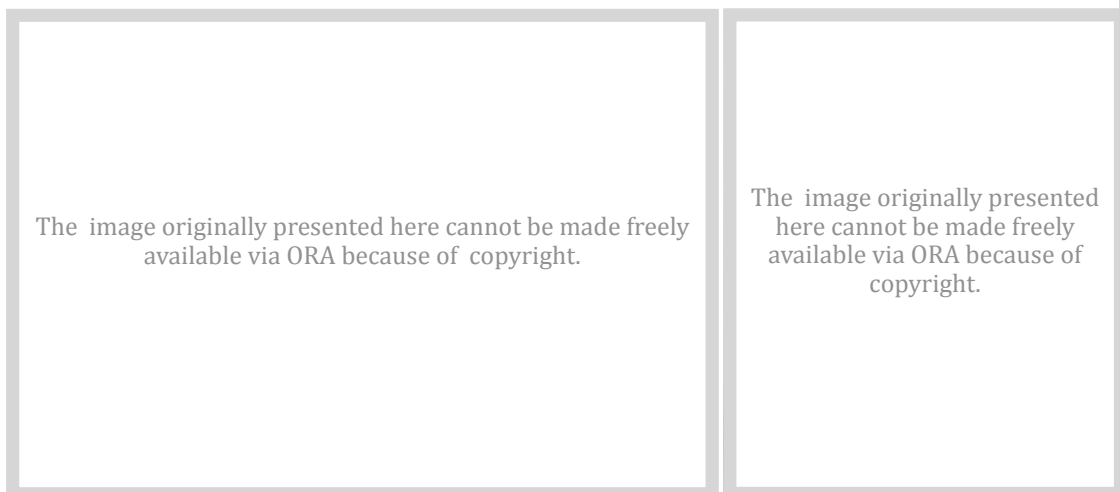 The image originally presented here cannot be made freely
available via ORA because of copyright.
The image originally presented
here cannot be made freely
available via ORA because of
copyright.